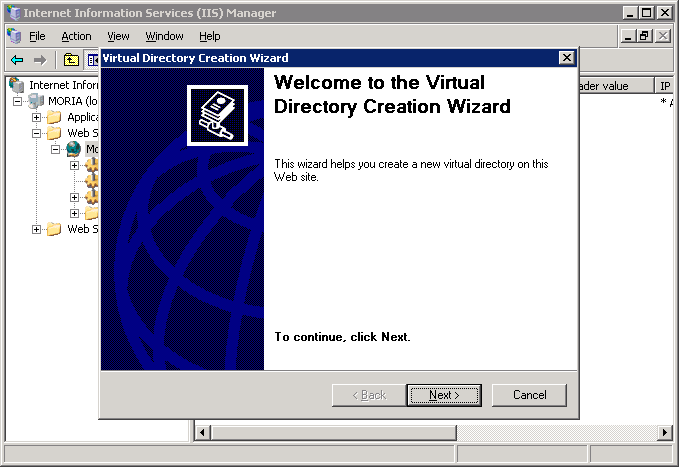 Internet Information Services (IIS) Manager
File Action View Window Help
Virtual Directory Creation Wizard
Internet Infor
MORIA (lo
Applica
Web S
Mo
Web S
ader value
IP
* A
Welcome to the Virtual
Directory Creation Wizard
This wizard helps you create a new virtual directory on this
Web site.
To continue, click Next.
< Back
Next >
Cancel